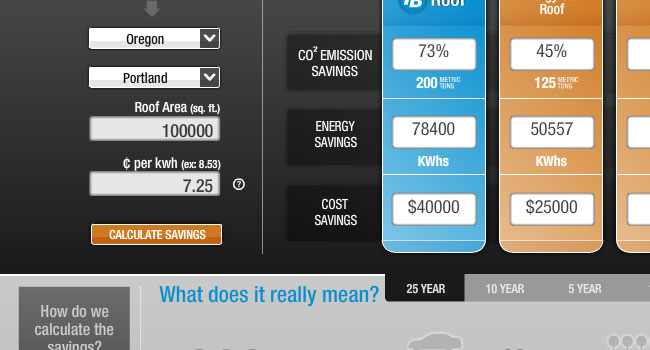 Roof
Roof
Oregon
Portland
Roof Area (sq. ft.)
100000
¢ per kwh (ex: 8.53)
7.25
?
CALCULATE SAVINGS
CO² EMISSION
SAVINGS
73%
200 METRIC
TONS
45%
125 METRIC
TONS
ENERGY
SAVINGS
78400
KWhs
50557
KWhs
COST
SAVINGS
$40000
$25000
What does it really mean?
25 YEAR
10 YEAR
5 YEAR
How do we
calculate the
savings?